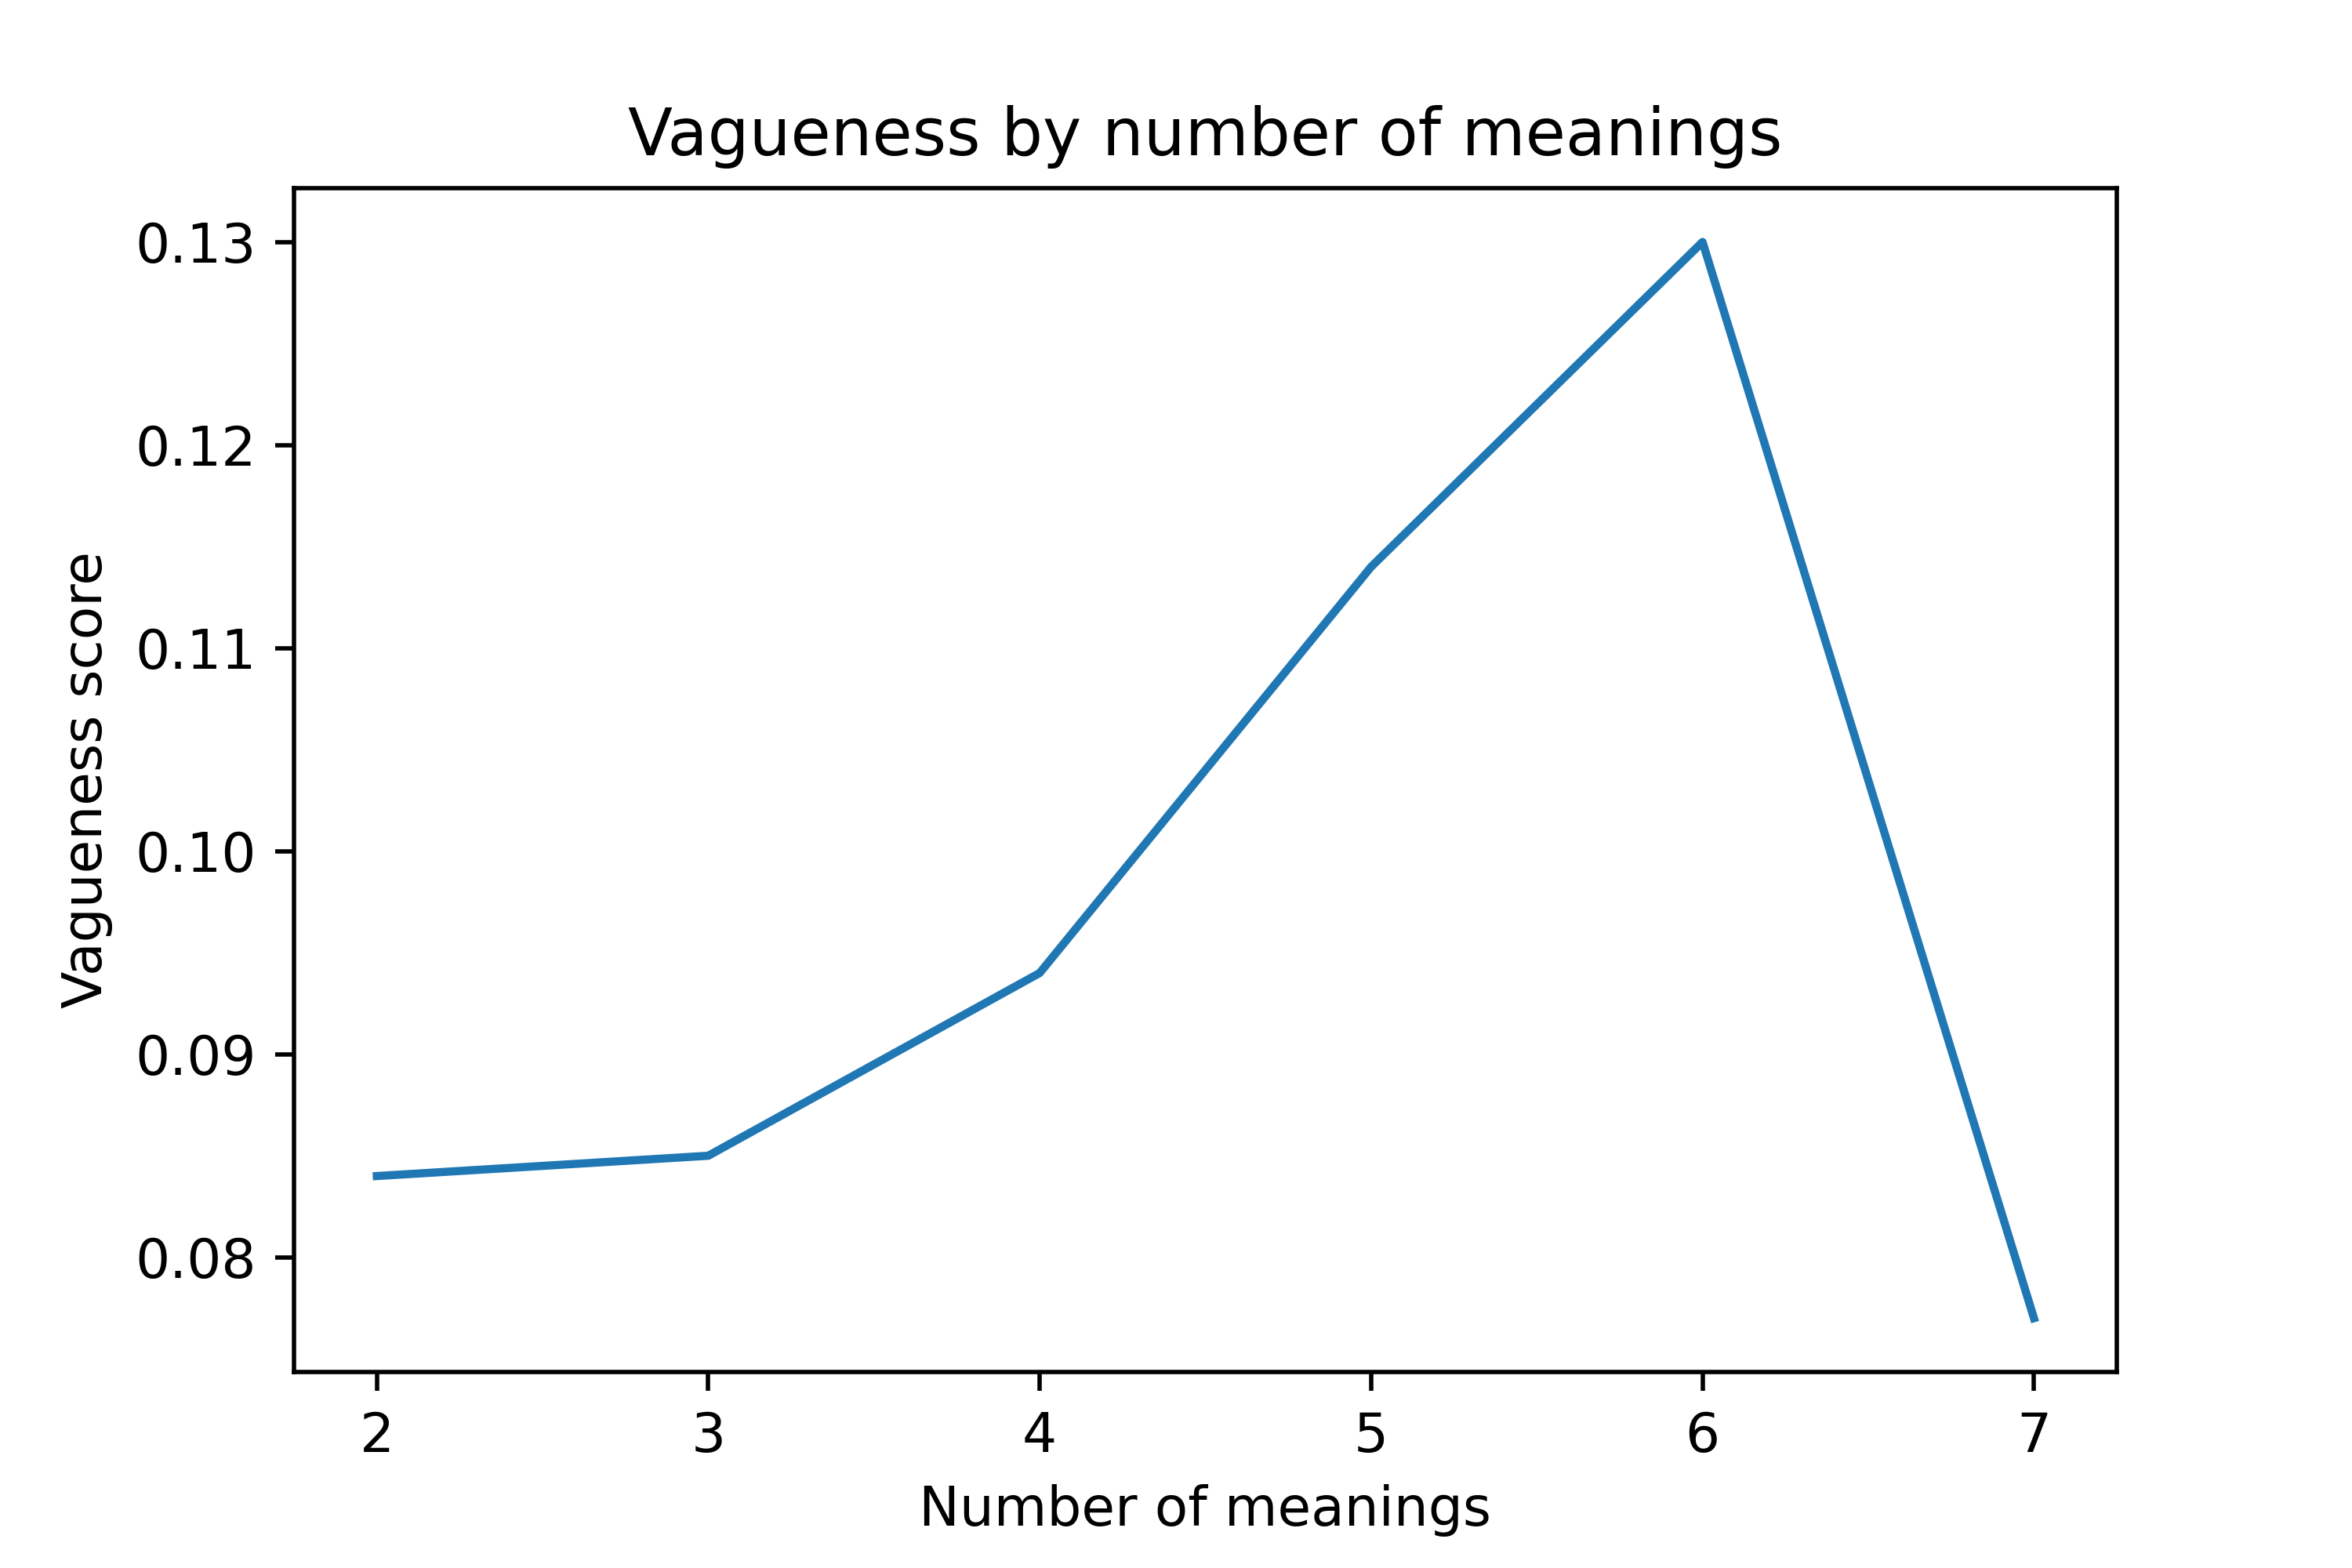 Vagueness by number of meanings
0.13
0.12
0.11
0.10
0.09
0.08
Vagueness score
2 3 4 5 6 7
Number of meanings